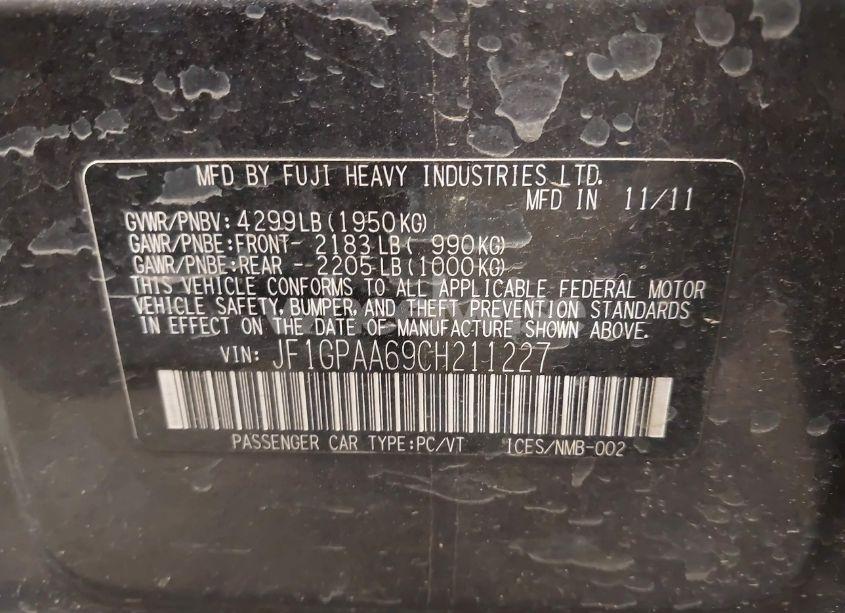 MFD BY FUJI HEAVY INDUSTRIES LTD.
MFD IN 11/11
GVWR/PNBV: 4299LB (1950KG)
GAWR/PNBE:FRONT- 2183LB( 990KG)
GAWR/PNBE:REAR -2205LB(1000KG)
THIS VEHICLE CONFORMS TO ALL APPLICABLE FEDERAL MOTOR
VEHICLE SAFETY, BUMPER, AND THEFT PREVENTION STANDARDS
IN EFFECT ON THE DATE OF MANUFACTURE SHOWN ABOVE.
VIN: JF1GPAA69CH211227
PASSENGER CAR TYPE:PC/VT ICES/NMB-002